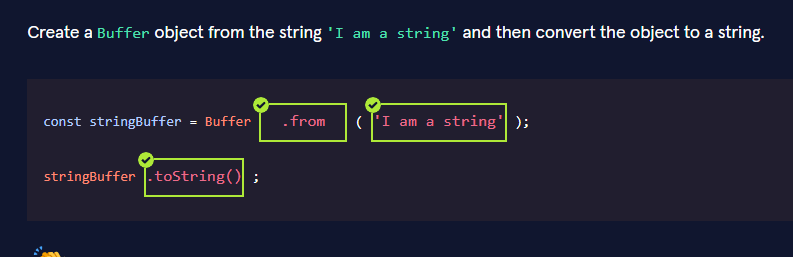 Create a Buffer object from the string 'I am a string' and then convert the object to a string.
const stringBuffer = Buffer .from ( 'I am a string' );
stringBuffer .toString() ;